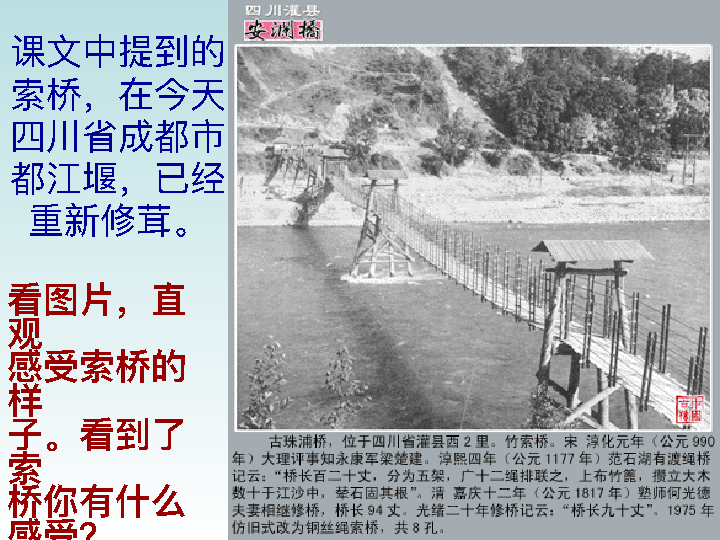 课文中提到的
索桥，在今天
四川省成都市
都江堰，已经
重新修茸。
看图片，直
观
感受索桥的
样
子。看到了
索
桥你有什么
感受?
四川灌县
安澜桥
古珠浦桥，位于四川省灌县西2里。竹索桥。宋 淳化元年（公元990
年）大理评事知永康军梁楚建。淳熙四年（公元1177年）范石湖有渡绳桥
记云：“桥长百二十丈，分为五架，广十二绳排联之，上布竹笆，攒立大木
数十于江沙中，辇石固其根”。清 嘉庆十二年（公元1817年）塾师何光德
夫妻相继修桥，桥长94丈。光绪二十年修桥记云：“桥长九十丈”。1975年
仿旧式改为钢丝绳索桥，共8孔。